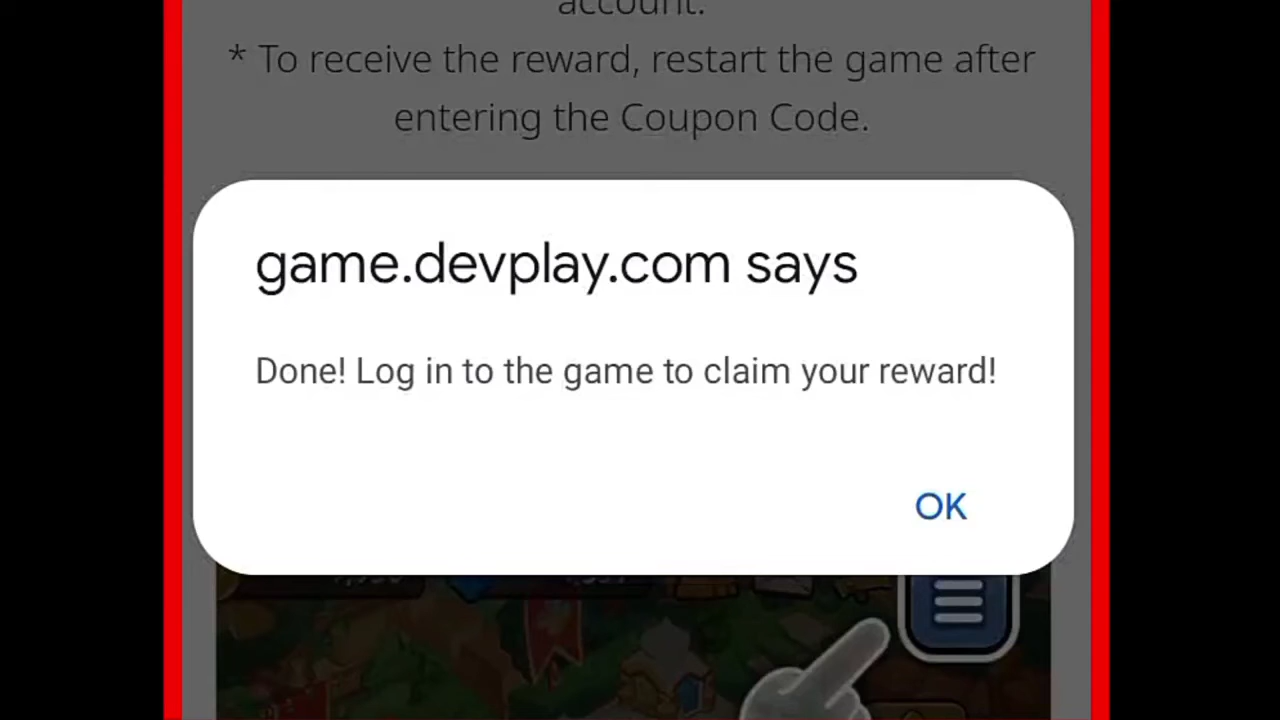 account.
* To receive the reward, restart the game after
entering the Coupon Code.
game.devplay.com says
Done! Log in to the game to claim your reward!
OK